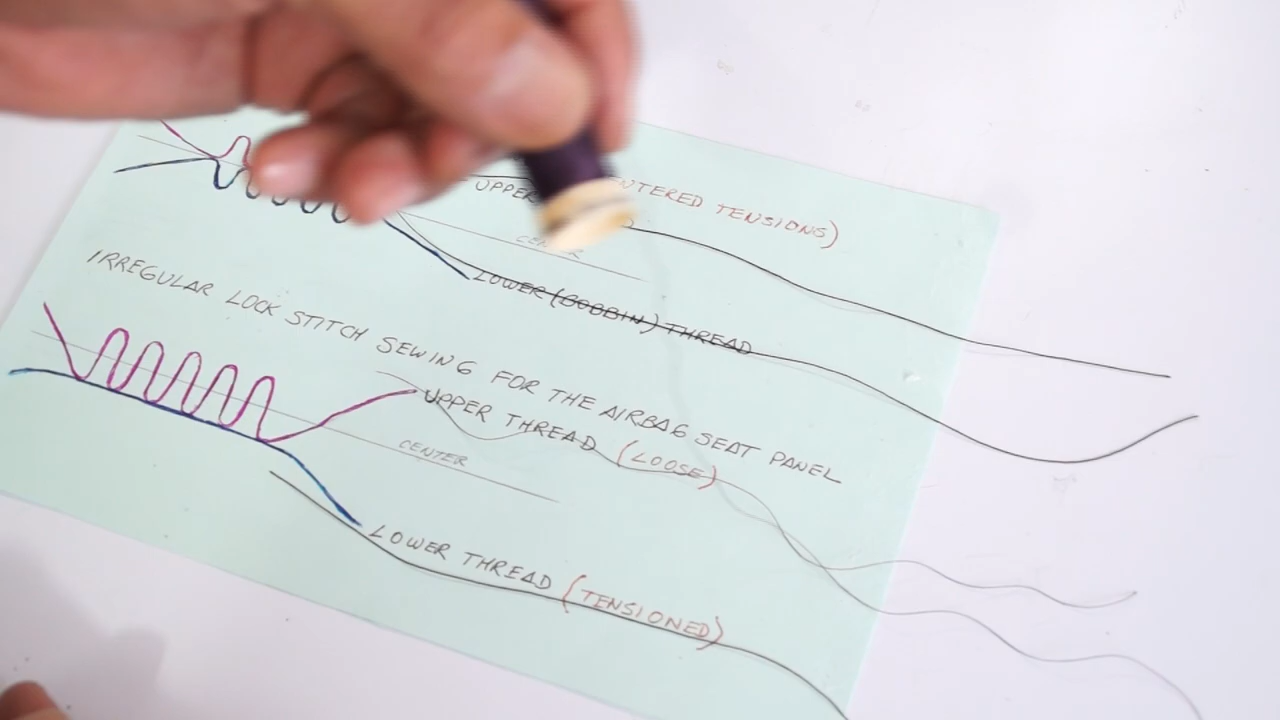 UPPER ENTERED TENSIONS)
CENTER
LOWER (BOBBIN) THREAD
IRREGULAR LOCK STITCH SEWING FOR THE AIRBAG SEAT PANEL
UPPER THREAD (LOOSE)
CENTER
LOWER THREAD (TENSIONED)